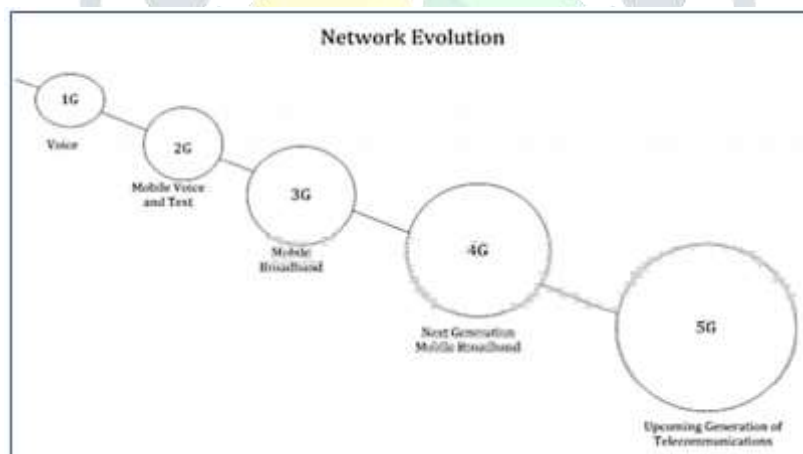 Network Evolution
1G
Voice
2G
Mobile Voice
and Text
3G
Mobile
Broadband
4G
Next Generation
Mobile Broadband
5G
Upcoming Generation of
Telecommunications